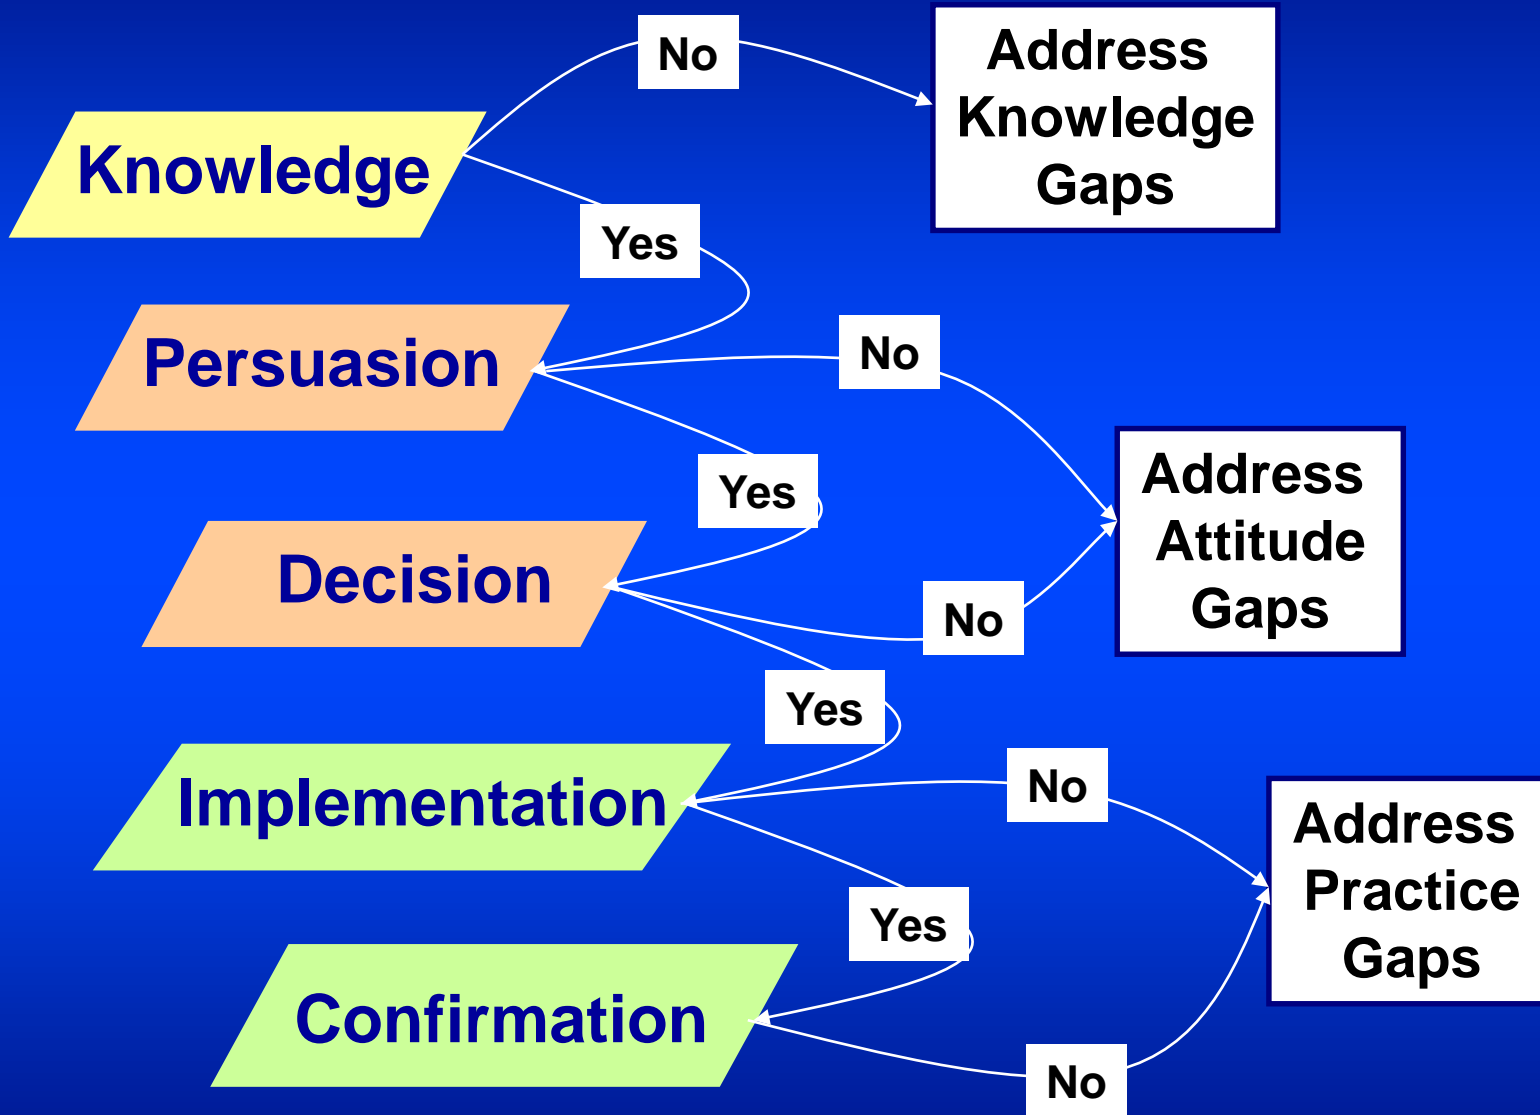 No
Address
Knowledge
Gaps
Knowledge
Yes
Persuasion
No
Yes
Address
Attitude
Gaps
Decision
No
Yes
Implementation
No
Address
Practice
Gaps
Yes
Confirmation
No